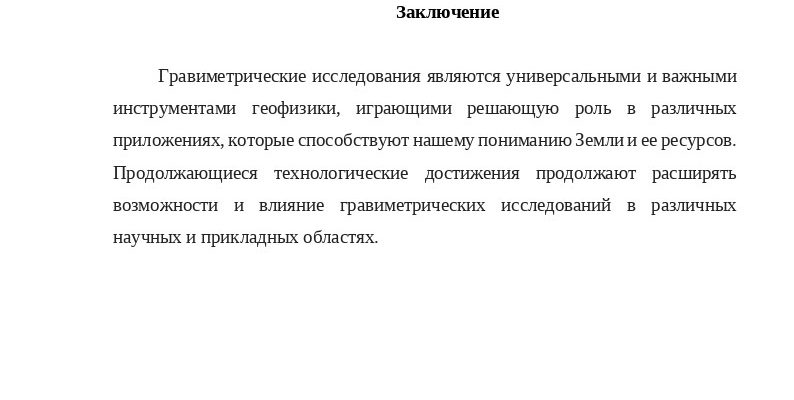 Заключение
Гравиметрические исследования являются универсальными и важными
инструментами геофизики, играющими решающую роль в различных
приложениях, которые способствуют нашему пониманию Земли и ее ресурсов.
Продолжающиеся технологические достижения продолжают расширять
возможности и влияние гравиметрических исследований в различных
научных и прикладных областях.